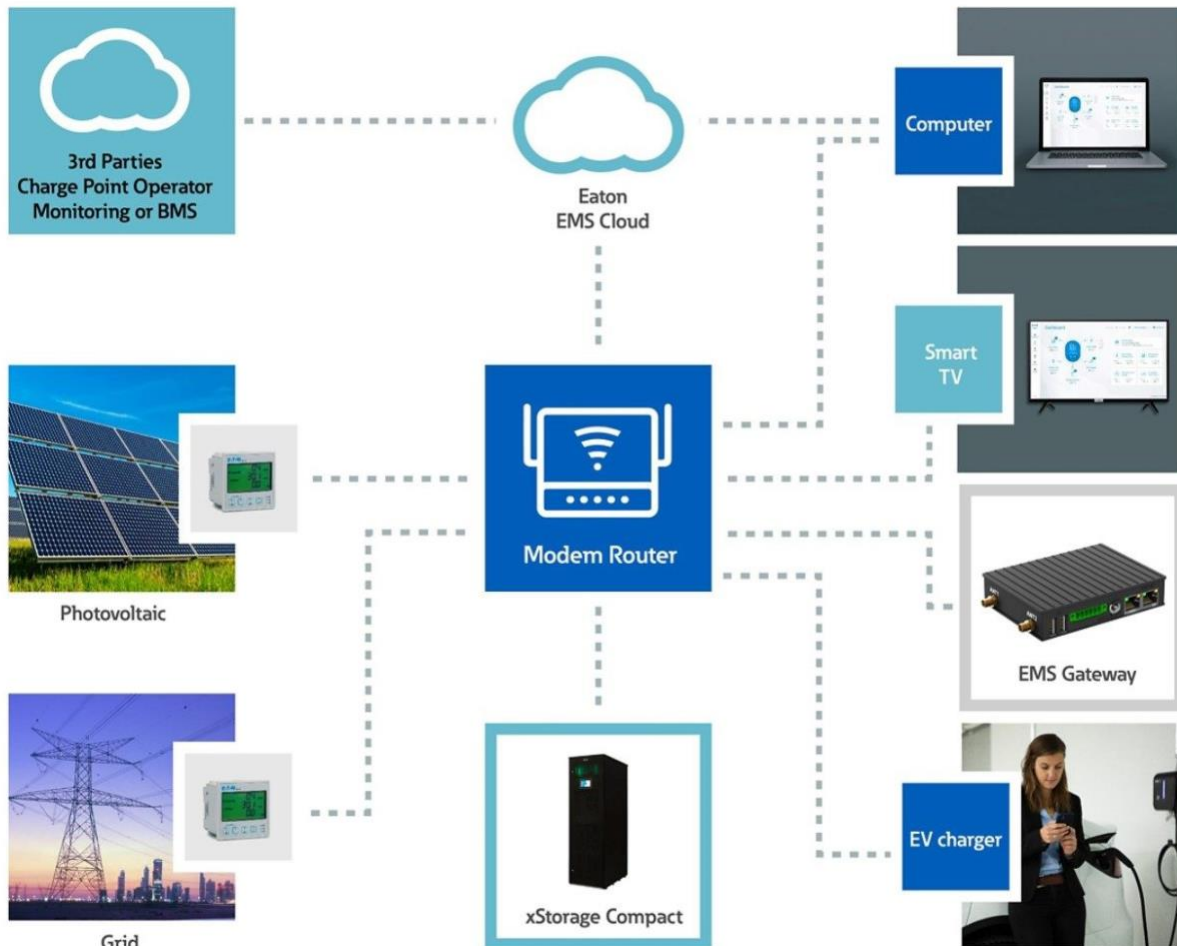 3rd Parties
Charge Point Operator
Monitoring or BMS
Eaton
EMS Cloud
Computer
Smart
TV
Modem Router
Photovoltaic
EMS Gateway
Grid
xStorage Compact
EV charger